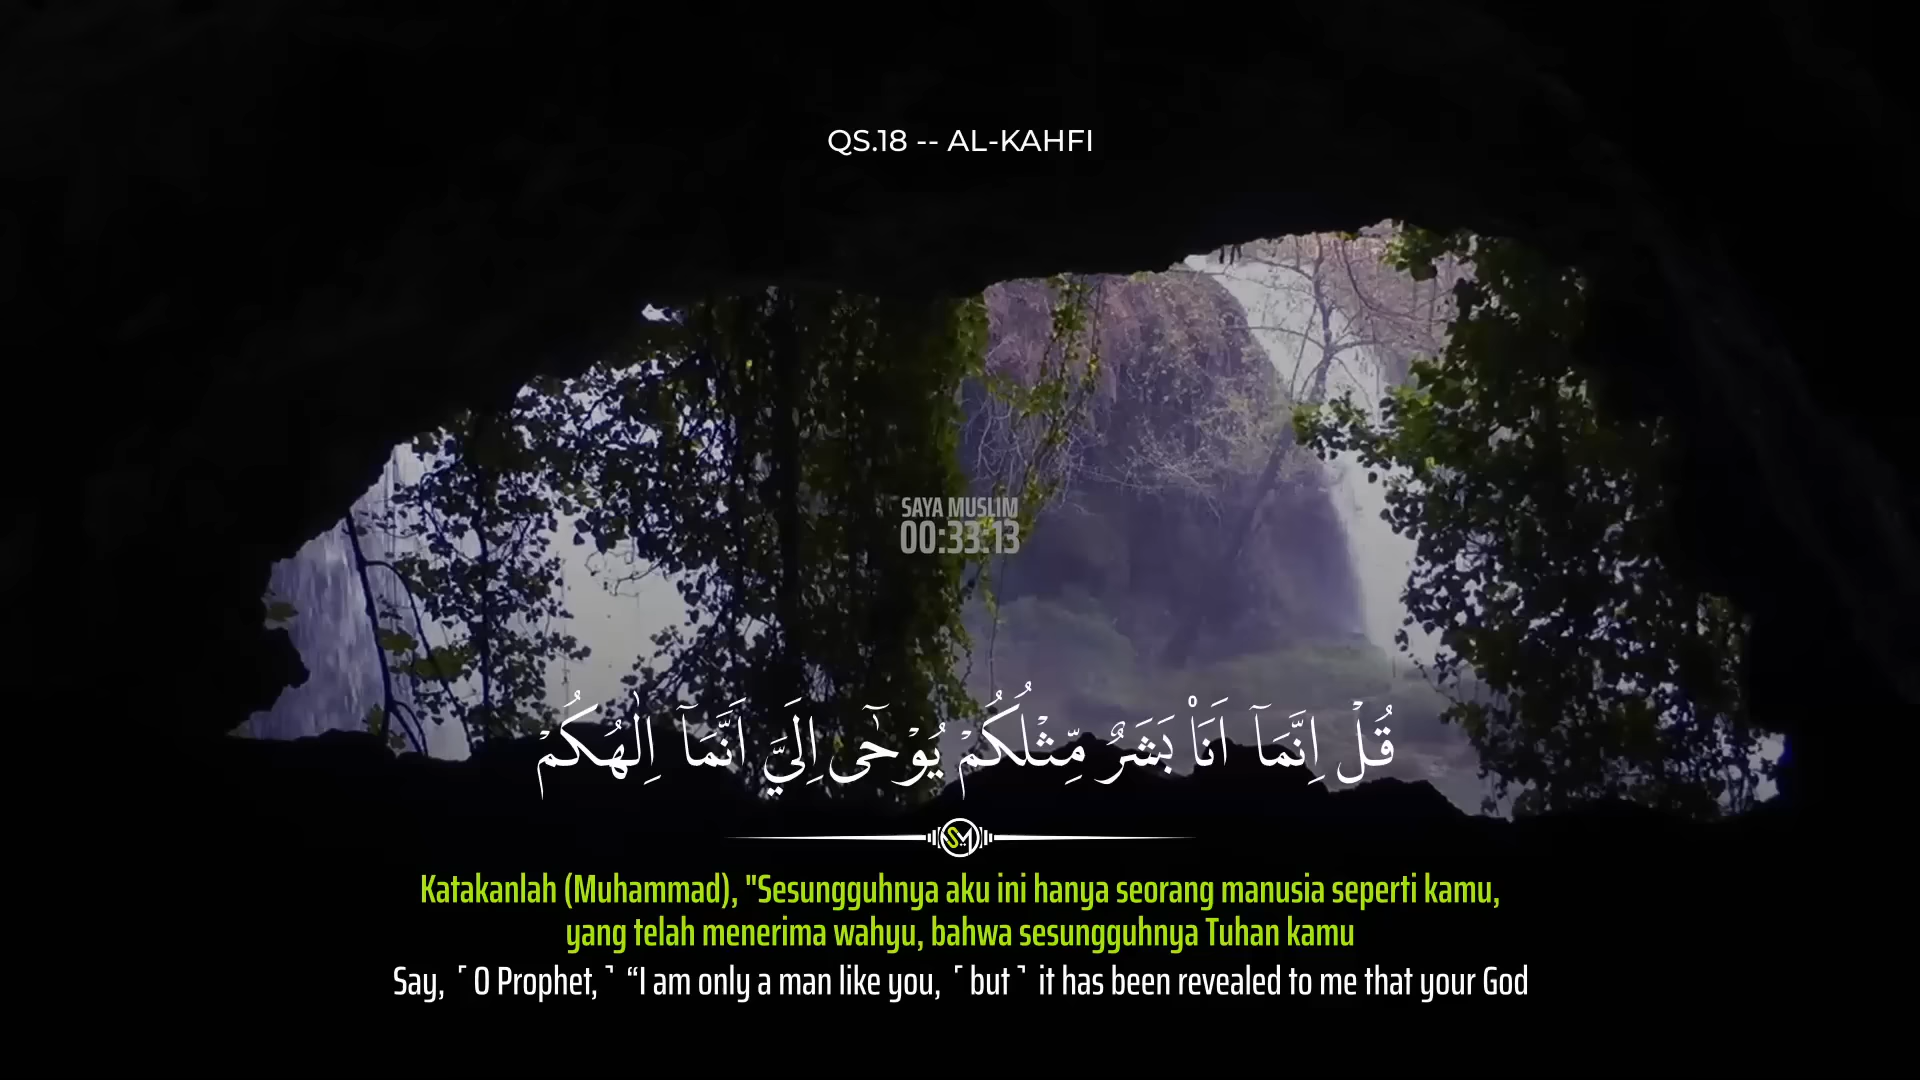 QS.18 -- AL-KAHFI
SAYA MUSLIM
00:33:13
قُلْ اِنَّمَآ اَنَا۠ بَشَرٌ مِّثْلُكُمْ يُوْحٰٓى اِلَيَّ اَنَّمَآ اِلٰهُكُمْ
SM
Katakanlah (Muhammad), "Sesungguhnya aku ini hanya seorang manusia seperti kamu,
yang telah menerima wahyu, bahwa sesungguhnya Tuhan kamu
Say, ˹O Prophet,˺ “I am only a man like you, ˹but˺ it has been revealed to me that your God